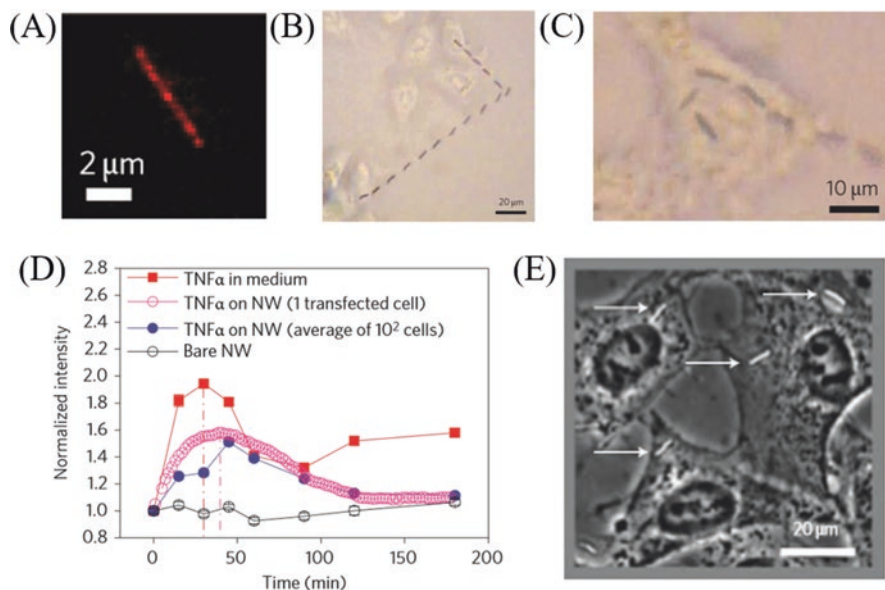 (A)
2 μm
(B)
20 μm
(C)
10 μm
(D)
2.8
2.6
2.4
2.2
2.0
1.8
1.6
1.4
1.2
1.0
0.8
Normalized intensity
TNFα in medium
TNFα on NW (1 transfected cell)
TNFα on NW (average of 10² cells)
Bare NW
0 50 100 150 200
Time (min)
(E)
20 μm